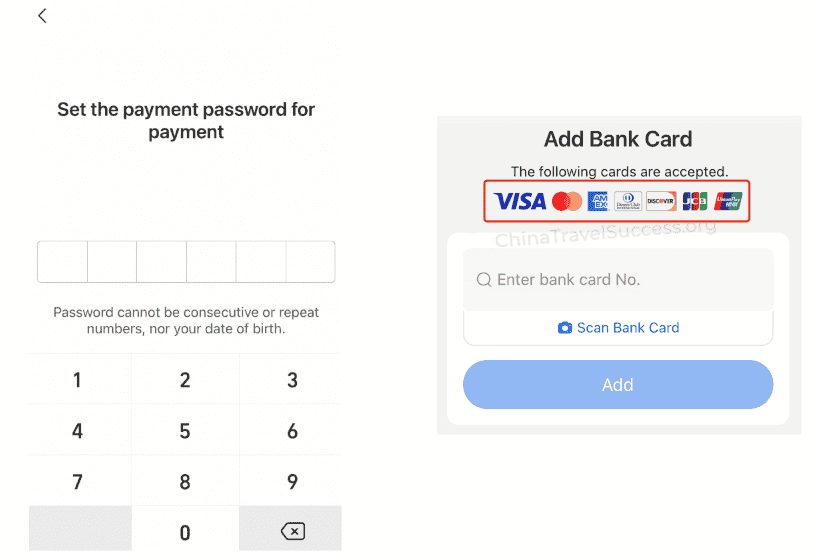 Set the payment password for
payment
Password cannot be consecutive or repeat
numbers, nor your date of birth.
1 2 3
4 5 6
7 8 9
0
Add Bank Card
The following cards are accepted.
VISA AM EX Diners Club DISCOVER JCB UnionPay 银联
ChinaTravelSuccess.org
Enter bank card No.
Scan Bank Card
Add